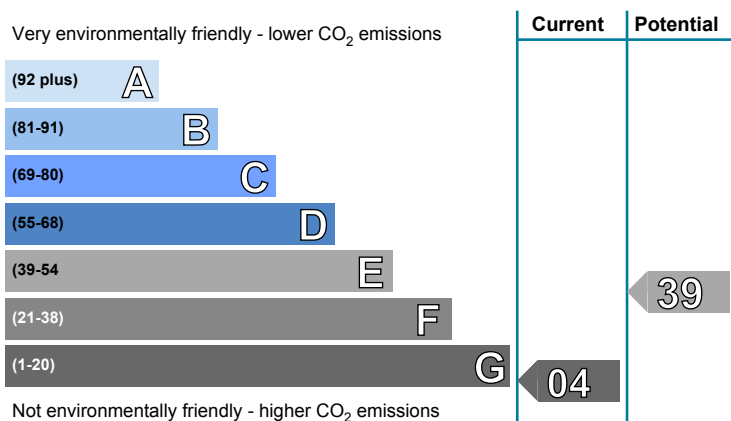 Very environmentally friendly - lower CO2 emissions
Current
Potential
(92 plus) A
(81-91) B
(69-80) C
(55-68) D
(39-54 E
39
(21-38) F
(1-20) G
04
Not environmentally friendly - higher CO2 emissions